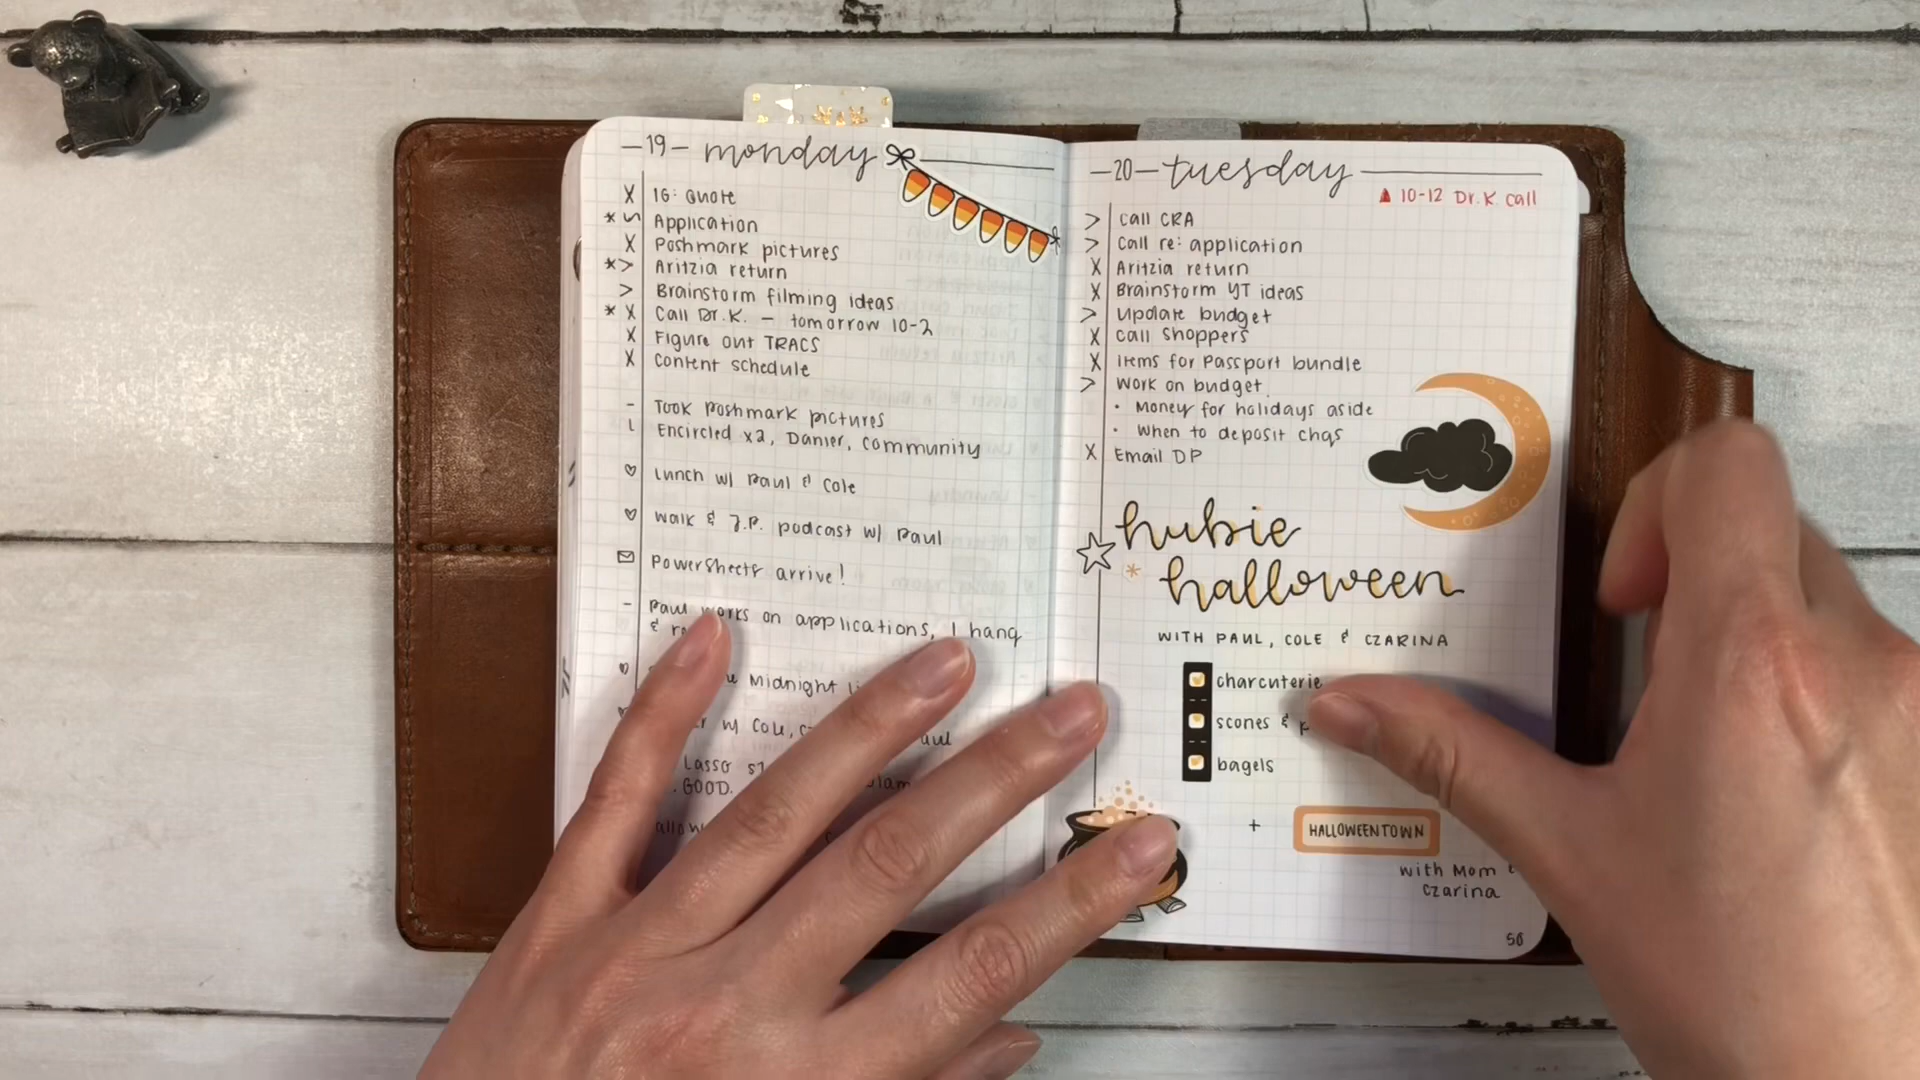 -19- monday
X IG: Quote
* ~ Application
X Poshmark pictures
* > Aritzia return
> Brainstorm filming ideas
* X Call Dr. K. - tomorrow 10-2
X Figure out TRACS
X Content schedule
- Took Poshmark pictures
Encircled x2, Danier, Community
♡ Lunch w/ Paul & Cole
♡ Walk & J.P. podcast w/ Paul
Powersheets arrive!
- Paul works on applications, I hang
&
Midnight
w/ Cole,
Lasso
GOOD.
-20- tuesday
10-12 Dr. K. call
> Call CRA
> Call re: application
X Aritzia return
X Brainstorm YT ideas
> Update budget
X Call Shoppers
X Items for Passport bundle
> Work on budget
• Money for holidays aside
• When to deposit chqs
X Email DP
hubie
* halloween
WITH PAUL, COLE & CZARINA
charcuterie
scones &
bagels
+ HALLOWEENTOWN
with Mom &
Czarina
50